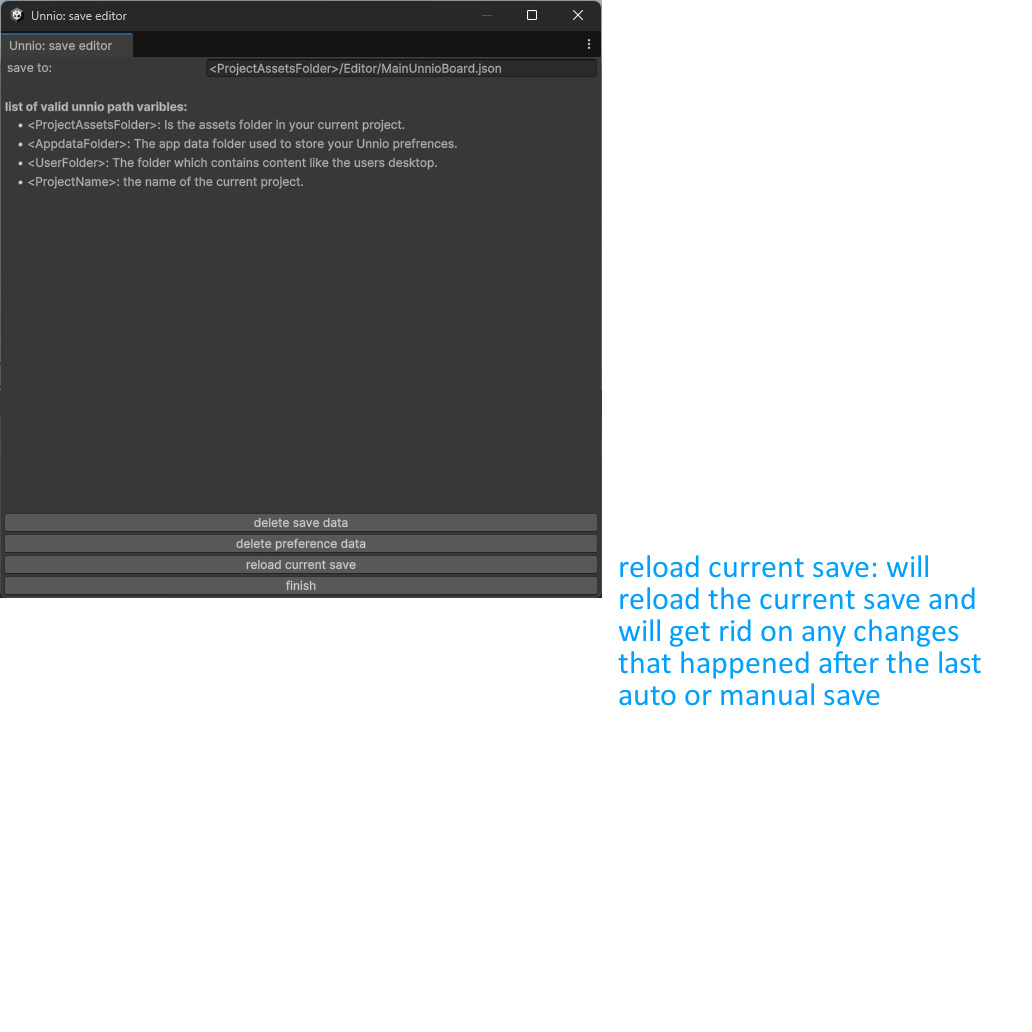 Unnio: save editor
Unnio: save editor
save to: <ProjectAssetsFolder>/Editor/MainUnnioBoard.json
list of valid unnio path varibles:
• <ProjectAssetsFolder>: Is the assets folder in your current project.
• <AppdataFolder>: The app data folder used to store your Unnio prefrences.
• <UserFolder>: The folder which contains content like the users desktop.
• <ProjectName>: the name of the current project.
delete save data
delete preference data
reload current save
finish
reload current save: will
reload the current save and
will get rid on any changes
that happened after the last
auto or manual save